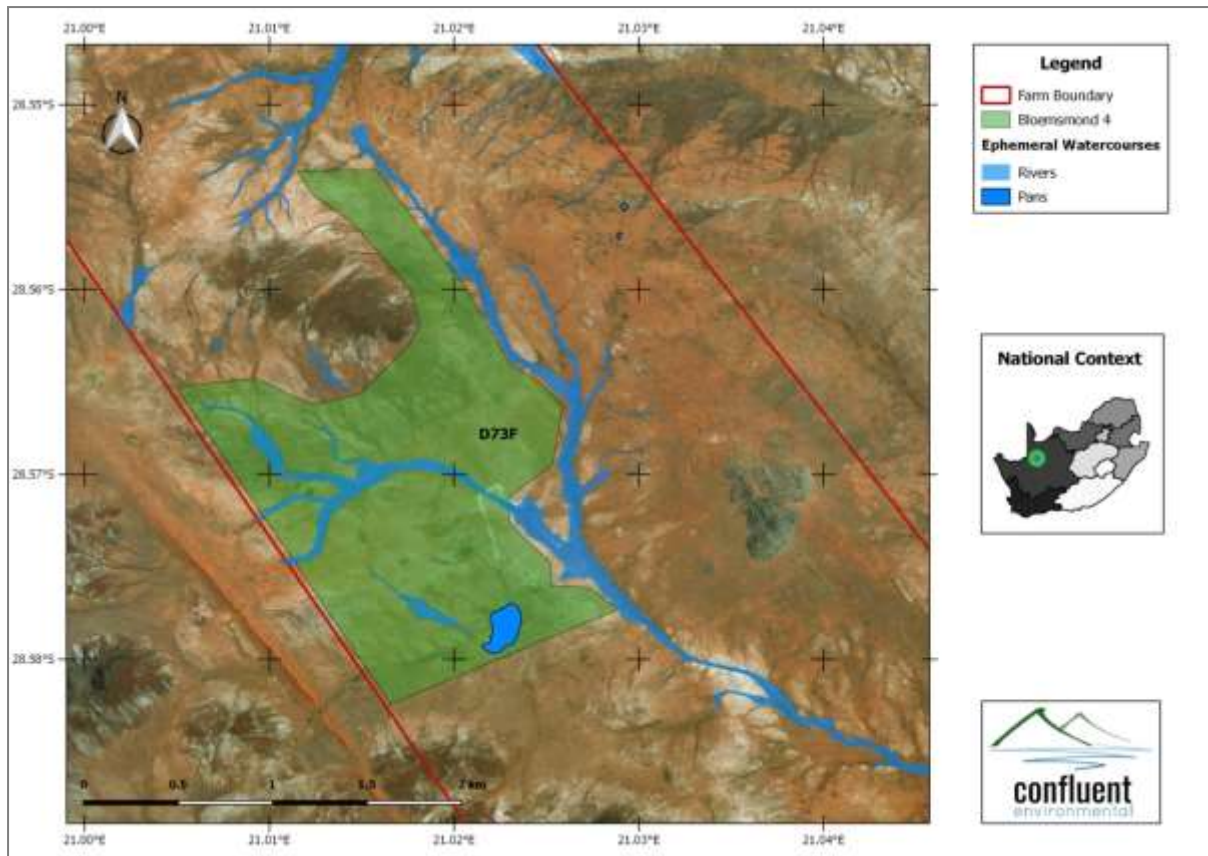 21.00°E 21.01°E 21.02°E 21.03°E 21.04°E
28.55°S
28.56°S
28.57°S
28.58°S
N
D73F
0 0.5 1 1.5 2 km
21.00°E 21.01°E 21.02°E 21.03°E 21.04°E
Legend
Farm Boundary
Bloemsmond 4
Ephemeral Watercourses
Rivers
Pans
National Context
confluent
environmental